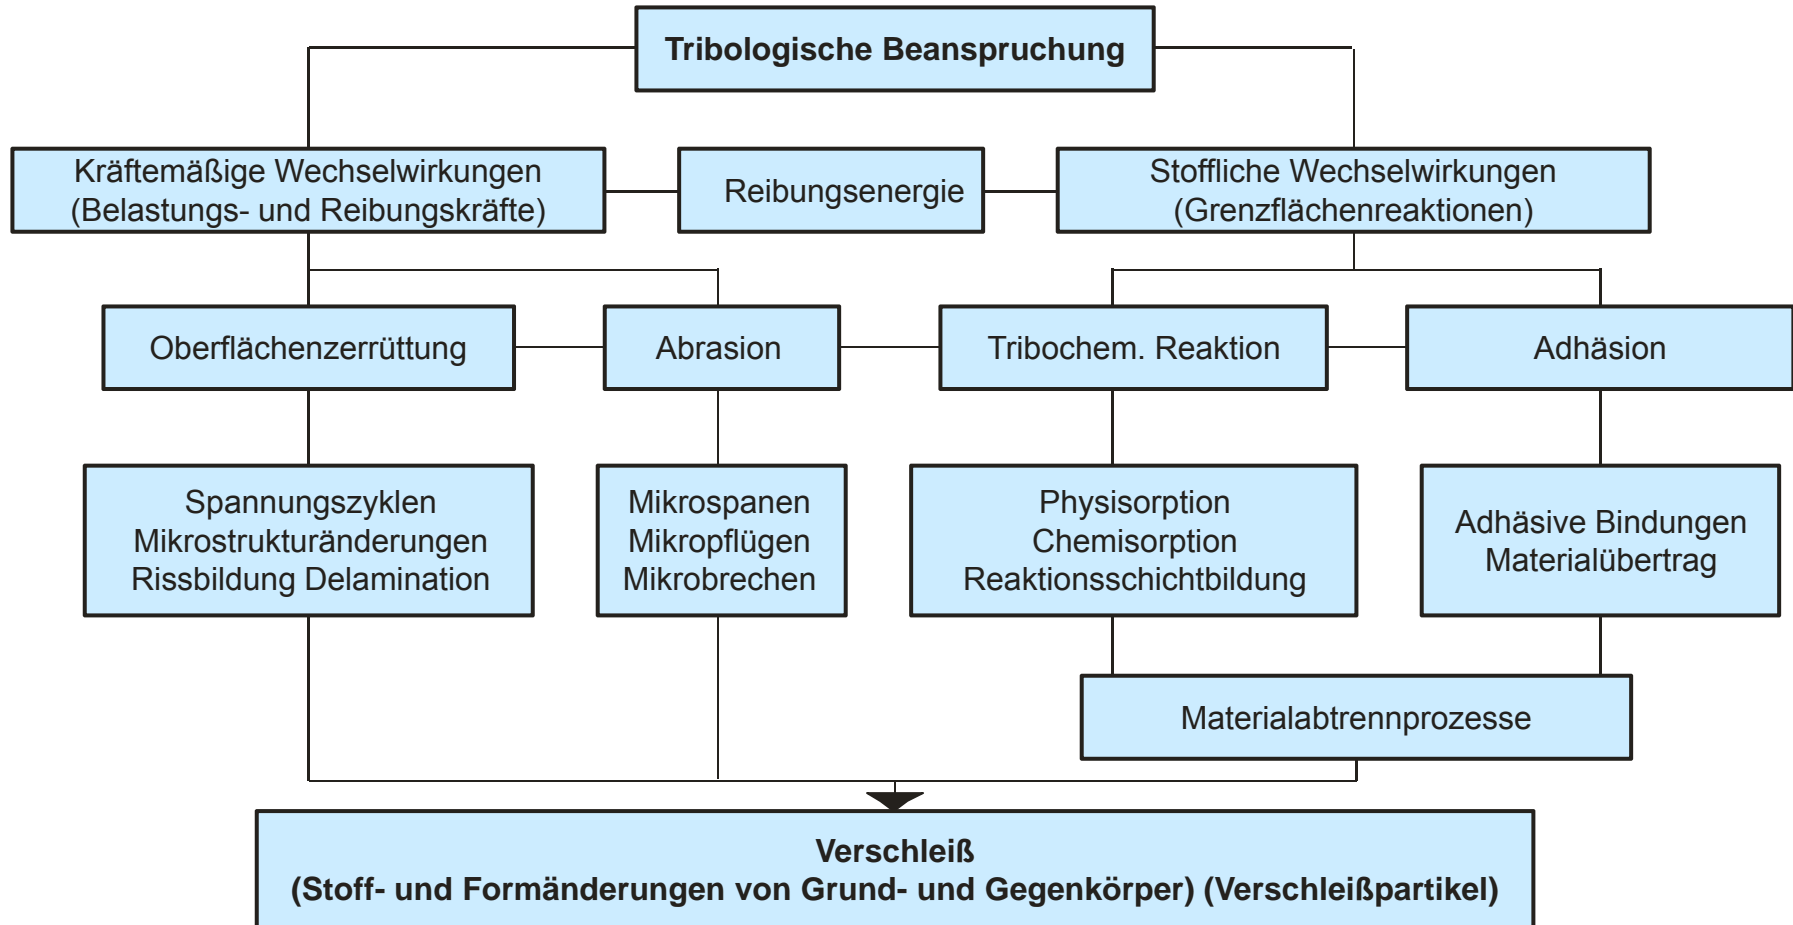 Tribologische Beanspruchung
Kräftemäßige Wechselwirkungen
(Belastungs- und Reibungskräfte)
Reibungsenergie
Stoffliche Wechselwirkungen
(Grenzflächenreaktionen)
Oberflächenzerrüttung
Abrasion
Tribochem. Reaktion
Adhäsion
Spannungszyklen
Mikrostrukturänderungen
Rissbildung Delamination
Mikrospanen
Mikropflügen
Mikrobrechen
Physisorption
Chemisorption
Reaktionsschichtbildung
Adhäsive Bindungen
Materialübertrag
Materialabtrennprozesse
Verschleiß
(Stoff- und Formänderungen von Grund- und Gegenkörper) (Verschleißpartikel)